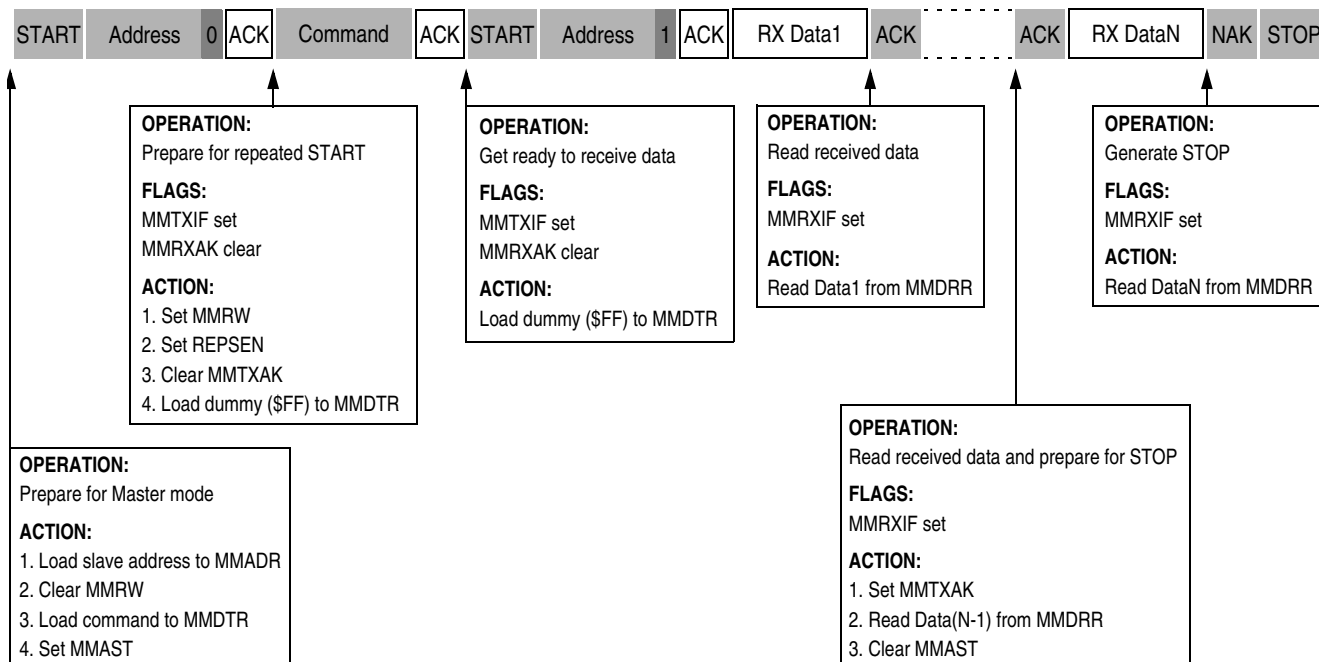 START Address 0 ACK Command ACK START Address 1 ACK RX Data1 ACK ACK RX DataN NAK STOP
OPERATION:
Prepare for repeated START
FLAGS:
MMTXIF set
MMRXAK clear
ACTION:
1. Set MMRW
2. Set REPSEN
3. Clear MMTXAK
4. Load dummy ($FF) to MMDTR
OPERATION:
Get ready to receive data
FLAGS:
MMTXIF set
MMRXAK clear
ACTION:
Load dummy ($FF) to MMDTR
OPERATION:
Read received data
FLAGS:
MMRXIF set
ACTION:
Read Data1 from MMDRR
OPERATION:
Generate STOP
FLAGS:
MMRXIF set
ACTION:
Read DataN from MMDRR
OPERATION:
Prepare for Master mode
ACTION:
1. Load slave address to MMADR
2. Clear MMRW
3. Load command to MMDTR
4. Set MMAST
OPERATION:
Read received data and prepare for STOP
FLAGS:
MMRXIF set
ACTION:
1. Set MMTXAK
2. Read Data(N-1) from MMDRR
3. Clear MMAST